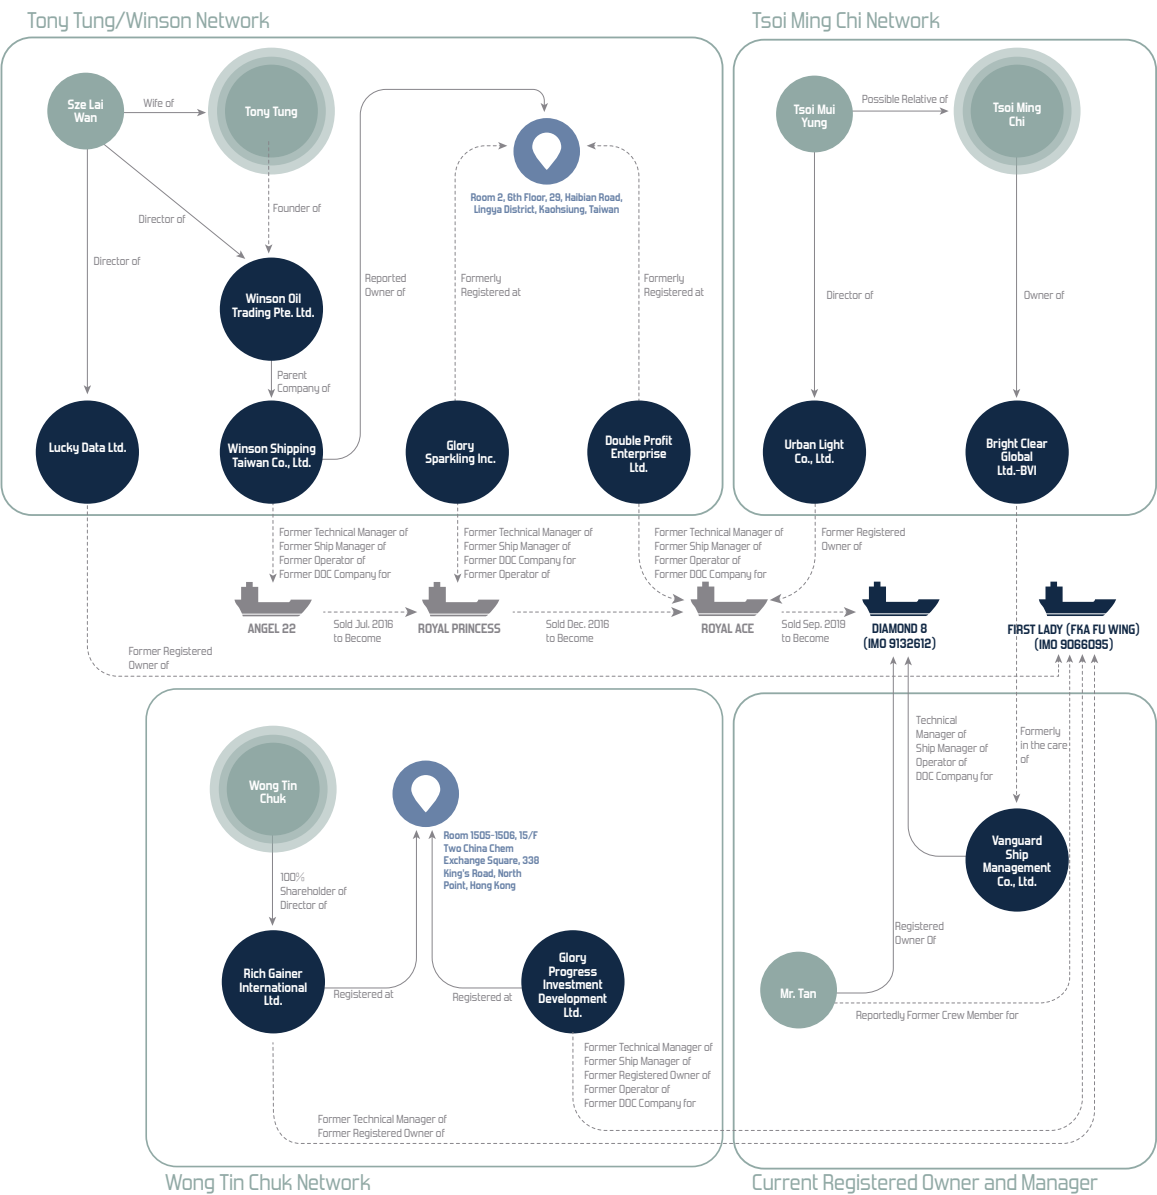 Tony Tung/Winson Network
Tsoi Ming Chi Network
Sze Lai
Wan
Wife of
Tony Tung
Tsoi Mui
Yung
Possible Relative of
Tsoi Ming
Chi
Room 2, 6th Floor, 29, Haibian Road,
Lingya District, Kaohsiung, Taiwan
Director of
Founder of
Director of
Reported
Owner of
Formerly
Registered at
Formerly
Registered at
Director of
Owner of
Winson Oil
Trading Pte. Ltd.
Parent
Company of
Lucky Data Ltd.
Winson Shipping
Taiwan Co., Ltd.
Glory
Sparkling Inc.
Double Profit
Enterprise
Ltd.
Urban Light
Co., Ltd.
Bright Clear
Global
Ltd.-BVI
Former Technical Manager of
Former Ship Manager of
Former Operator of
Former DOC Company for
Former Technical Manager of
Former Ship Manager of
Former DOC Company for
Former Operator of
Former Technical Manager of
Former Ship Manager of
Former Operator of
Former DOC Company for
Former Registered
Owner of
ANGEL 22
Sold Jul. 2016
to Become
ROYAL PRINCESS
Sold Dec. 2016
to Become
ROYAL ACE
Sold Sep. 2019
to Become
DIAMOND 8
(IMO 9132612)
FIRST LADY (FKA FU WING)
(IMO 9066095)
Former Registered
Owner of
Wong Tin
Chuk
Room 1505-1506, 15/F
Two China Chem
Exchange Square, 338
King's Road, North
Point, Hong Kong
100%
Shareholder of
Director of
Technical
Manager of
Ship Manager of
Operator of
DOC Company for
Formerly
in the care
of
Vanguard
Ship
Management
Co., Ltd.
Registered
Owner Of
Rich Gainer
International
Ltd.
Registered at
Registered at
Glory
Progress
Investment
Development
Ltd.
Mr. Tan
Reportedly Former Crew Member for
Former Technical Manager of
Former Ship Manager of
Former Registered Owner of
Former Operator of
Former DOC Company for
Former Technical Manager of
Former Registered Owner of
Wong Tin Chuk Network
Current Registered Owner and Manager